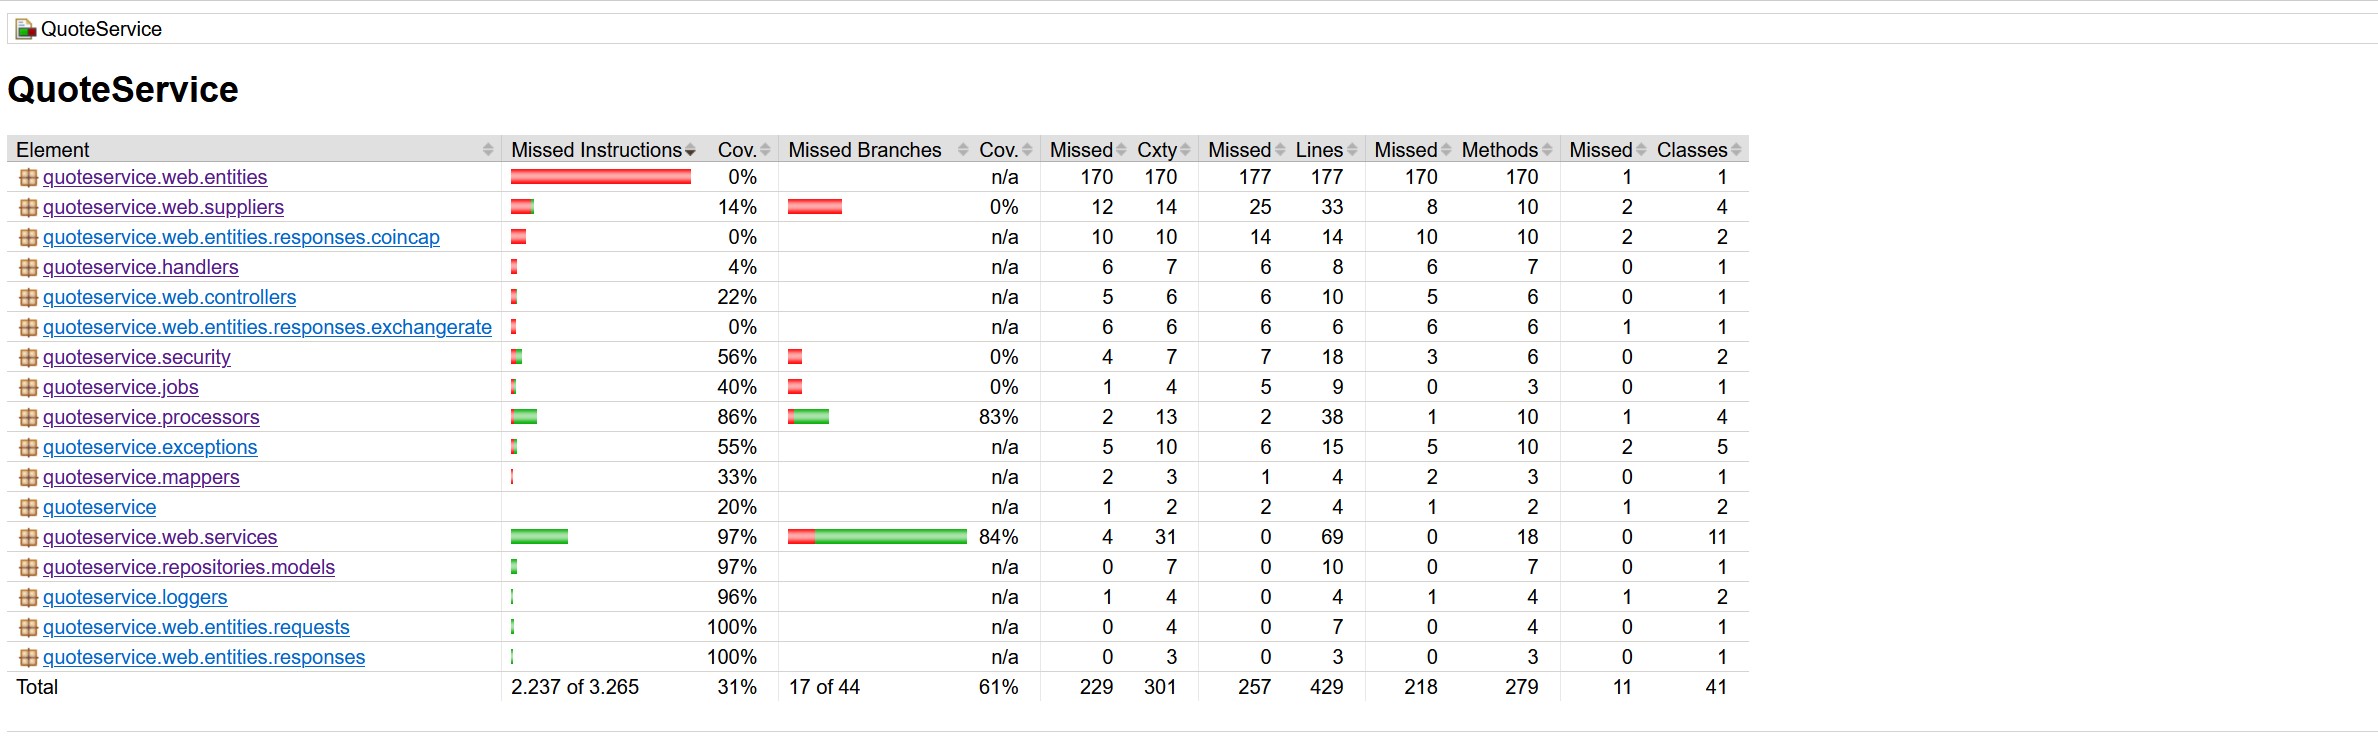 QuoteService
QuoteService
Element Missed Instructions Cov. Missed Branches Cov. Missed Cxty Missed Lines Missed Methods Missed Classes
quoteservice.web.entities 0% n/a 170 170 177 177 170 170 1 1
quoteservice.web.suppliers 14% 0% 12 14 25 33 8 10 2 4
quoteservice.web.entities.responses.coincap 0% n/a 10 10 14 14 10 10 2 2
quoteservice.handlers 4% n/a 6 7 6 8 6 7 0 1
quoteservice.web.controllers 22% n/a 5 6 6 10 5 6 0 1
quoteservice.web.entities.responses.exchangerate 0% n/a 6 6 6 6 6 6 1 1
quoteservice.security 56% 0% 4 7 7 18 3 6 0 2
quoteservice.jobs 40% 0% 1 4 5 9 0 3 0 1
quoteservice.processors 86% 83% 2 13 2 38 1 10 1 4
quoteservice.exceptions 55% n/a 5 10 6 15 5 10 2 5
quoteservice.mappers 33% n/a 2 3 1 4 2 3 0 1
quoteservice 20% n/a 1 2 2 4 1 2 1 2
quoteservice.web.services 97% 84% 4 31 0 69 0 18 0 11
quoteservice.repositories.models 97% n/a 0 7 0 10 0 7 0 1
quoteservice.loggers 96% n/a 1 4 0 4 1 4 1 2
quoteservice.web.entities.requests 100% n/a 0 4 0 7 0 4 0 1
quoteservice.web.entities.responses 100% n/a 0 3 0 3 0 3 0 1
Total 2.237 of 3.265 31% 17 of 44 61% 229 301 257 429 218 279 11 41